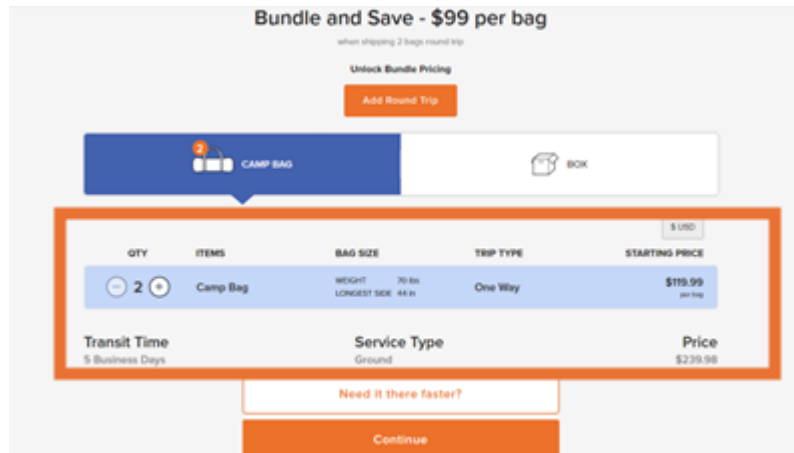 Bundle and Save - $99 per bag
when shipping 2 bags round trip
Unlock Bundle Pricing
Add Round Trip
2 CAMP BAG BOX
$ USD
QTY ITEMS BAG SIZE TRIP TYPE STARTING PRICE
− 2 + Camp Bag WEIGHT 70 lbs One Way $119.99
LONGEST SIDE 44 in per bag
Transit Time Service Type Price
5 Business Days Ground $239.98
Need it there faster?
Continue